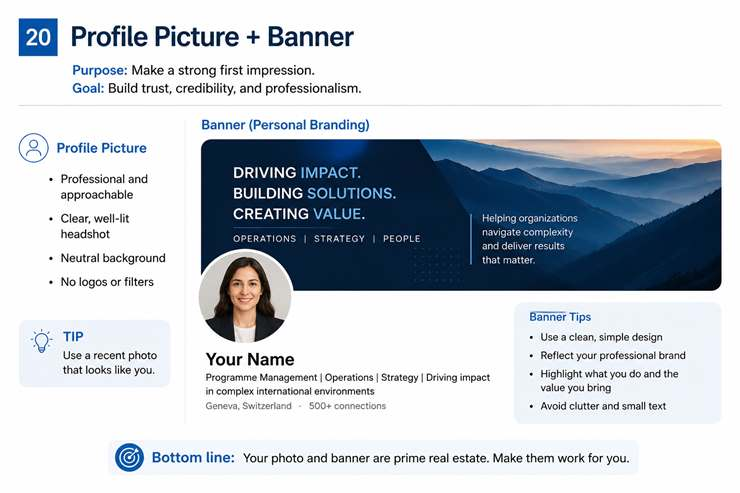 20
Profile Picture + Banner
Purpose: Make a strong first impression.
Goal: Build trust, credibility, and professionalism.
Profile Picture
• Professional and
approachable
• Clear, well-lit
headshot
• Neutral background
• No logos or filters
TIP
Use a recent photo
that looks like you.
Banner (Personal Branding)
DRIVING IMPACT.
BUILDING SOLUTIONS.
CREATING VALUE.
OPERATIONS | STRATEGY | PEOPLE
Helping organizations
navigate complexity
and deliver results
that matter.
Your Name
Programme Management | Operations | Strategy | Driving impact
in complex international environments
Geneva, Switzerland · 500+ connections
Banner Tips
• Use a clean, simple design
• Reflect your professional brand
• Highlight what you do and the
value you bring
• Avoid clutter and small text
Bottom line: Your photo and banner are prime real estate. Make them work for you.